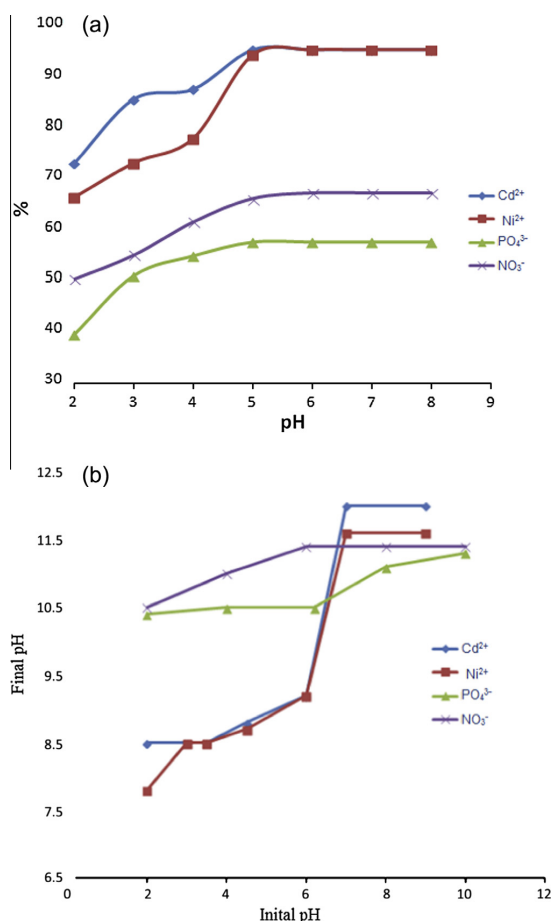 (a)
100
90
80
70
60
50
40
30
%
2 3 4 5 6 7 8 9
pH
Cd²⁺
Ni²⁺
PO₄³⁻
NO₃⁻
(b)
12.5
11.5
10.5
9.5
8.5
7.5
6.5
Final pH
0 2 4 6 8 10 12
Inital pH
Cd²⁺
Ni²⁺
PO₄³⁻
NO₃⁻